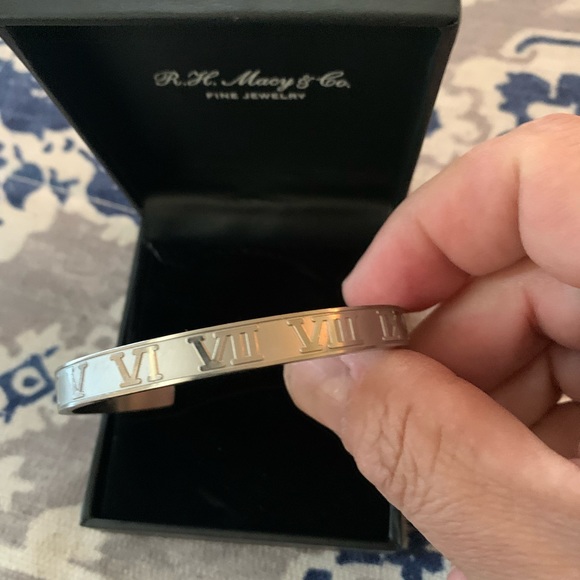 R.H. Macy & Co.
FINE JEWELRY
V VI VII VIII